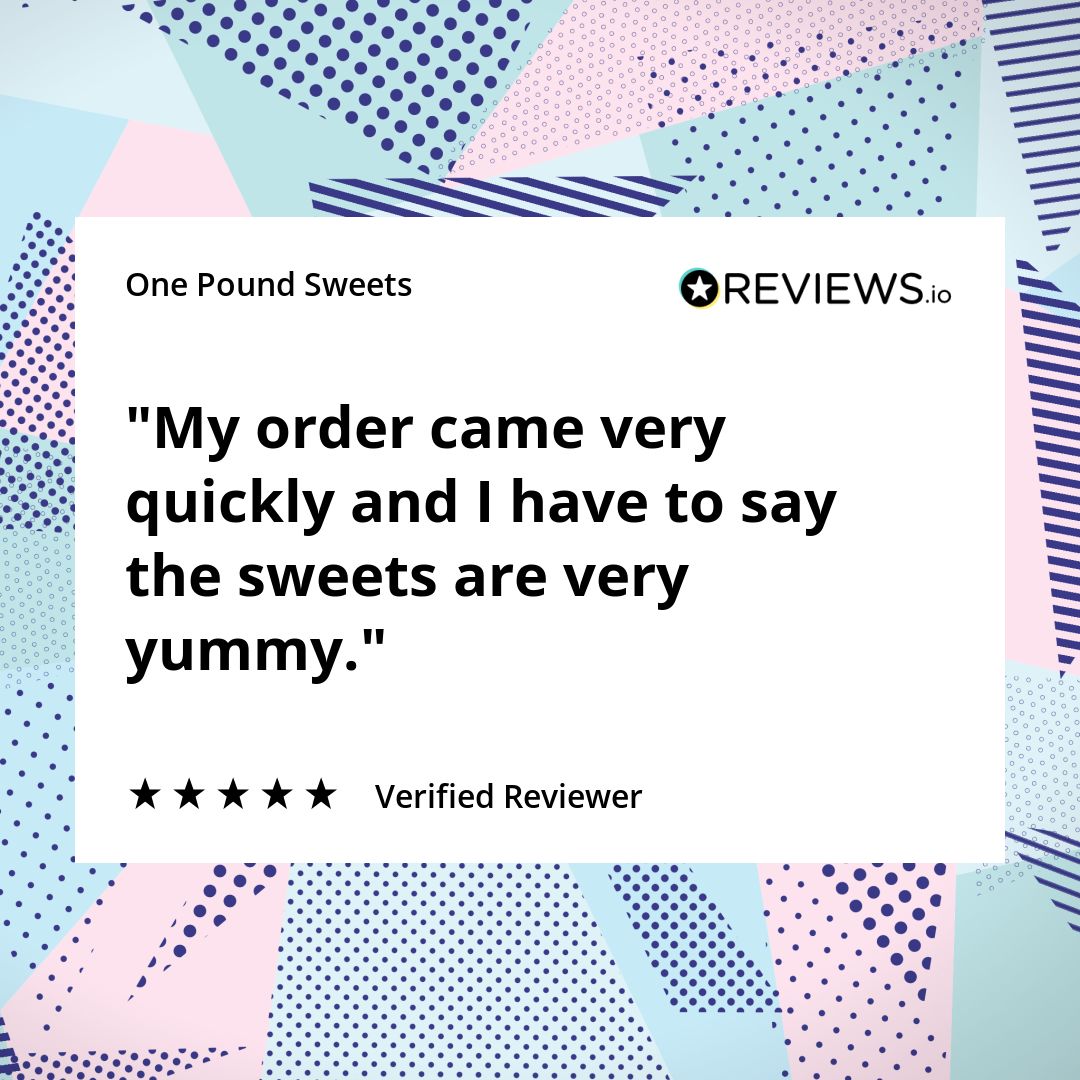 One Pound Sweets
REVIEWS.io
"My order came very
quickly and I have to say
the sweets are very
yummy."
★★★★★ Verified Reviewer